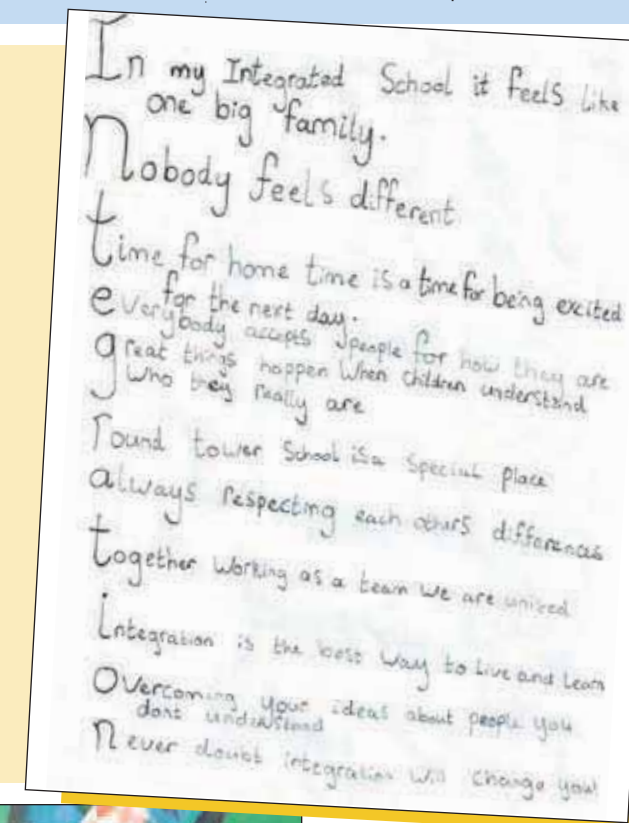 In my Integrated School it feels like
one big family.
Nobody feels different
time for home time is a time for being excited
for the next day.
everybody accepts people for how they are
great things happen when children understand
who they really are
round tower School is a special place
always respecting each others differences
together working as a team we are united
integration is the best way to live and learn
Overcoming your ideas about people you
dont understand
never doubt integration will change you!